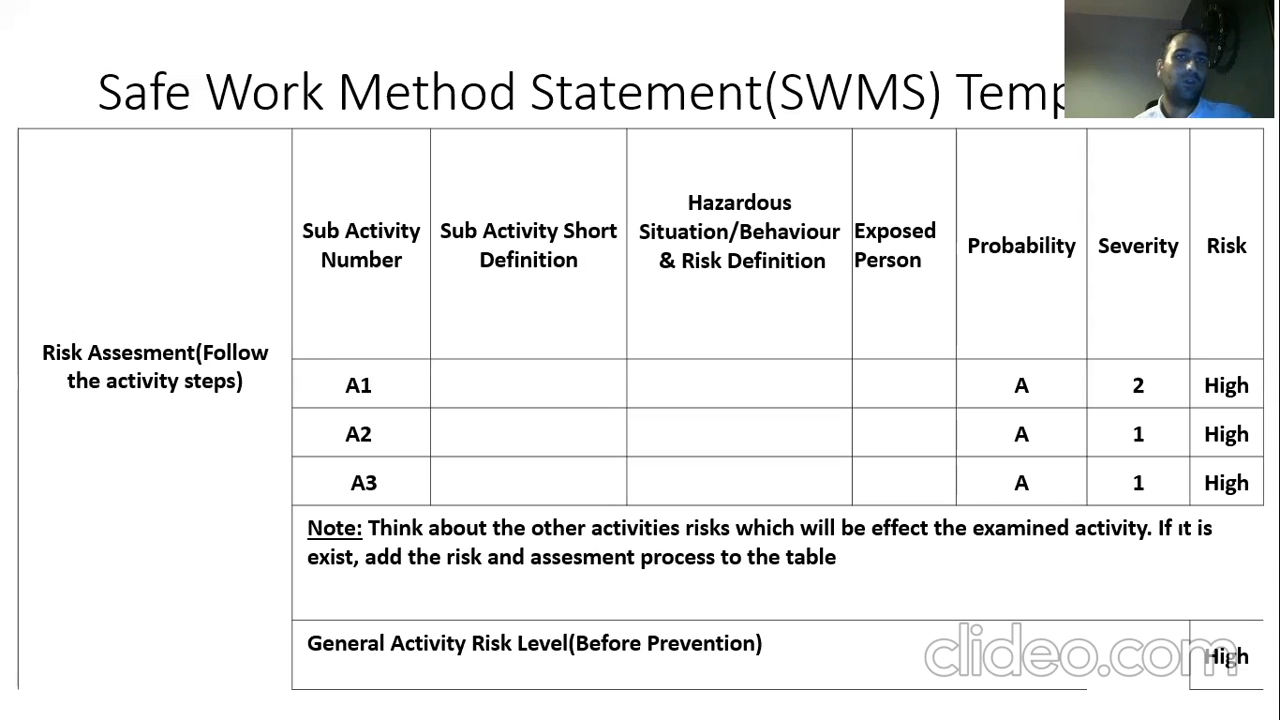 Safe Work Method Statement(SWMS)
Sub Activity
Number
Sub Activity Short
Definition
Hazardous
Situation/Behaviour
& Risk Definition
Exposed
Person
Probability
Severity
Risk
Risk Assesment(Follow
the activity steps)
A1
A
2
High
A2
A
1
High
A3
A
1
High
Note: Think about the other activities risks which will be effect the examined activity. If ıt is
exist, add the risk and assesment process to the table
General Activity Risk Level(Before Prevention)
High
clideo.com